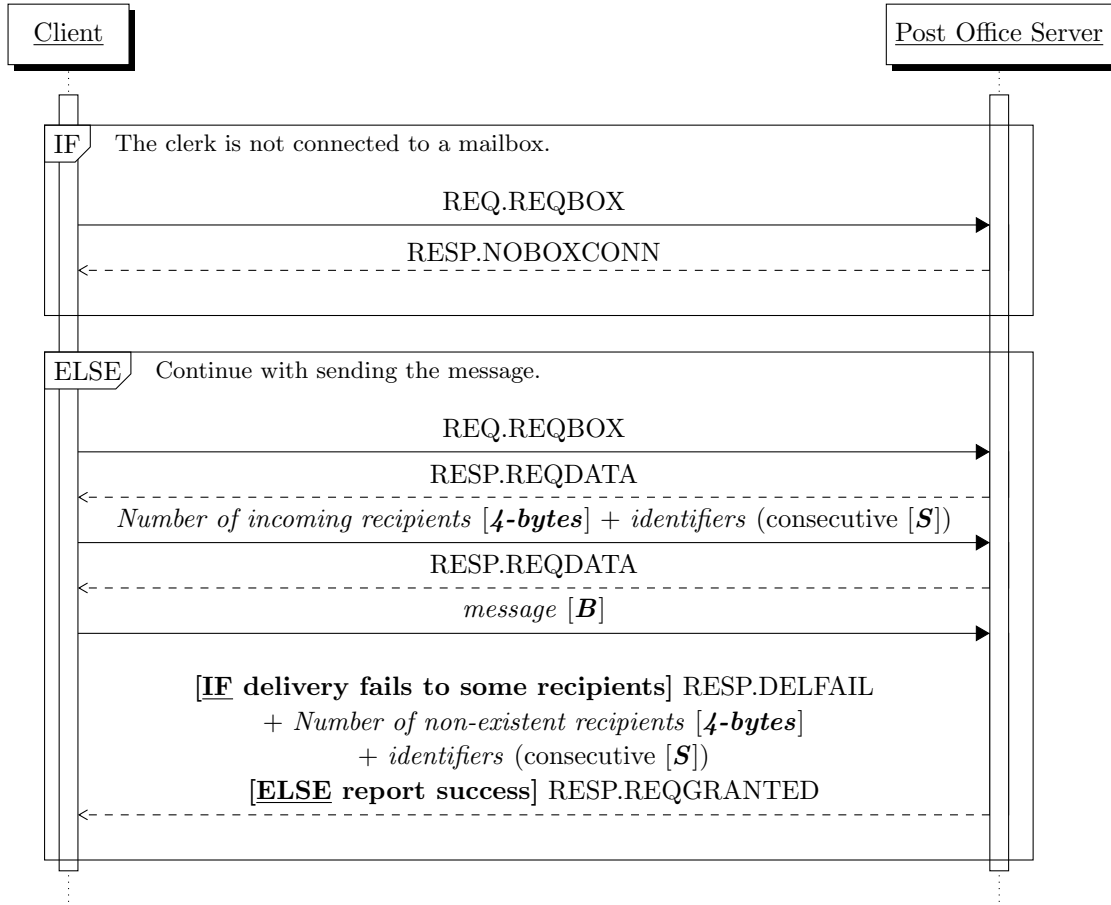 Client
Post Office Server
IF
The clerk is not connected to a mailbox.
REQ.REQBOX
RESP.NOBOXCONN
ELSE
Continue with sending the message.
REQ.REQBOX
RESP.REQDATA
Number of incoming recipients [4-bytes] + identifiers (consecutive [S])
RESP.REQDATA
message [B]
[IF delivery fails to some recipients] RESP.DELFAIL
+ Number of non-existent recipients [4-bytes]
+ identifiers (consecutive [S])
[ELSE report success] RESP.REQGRANTED